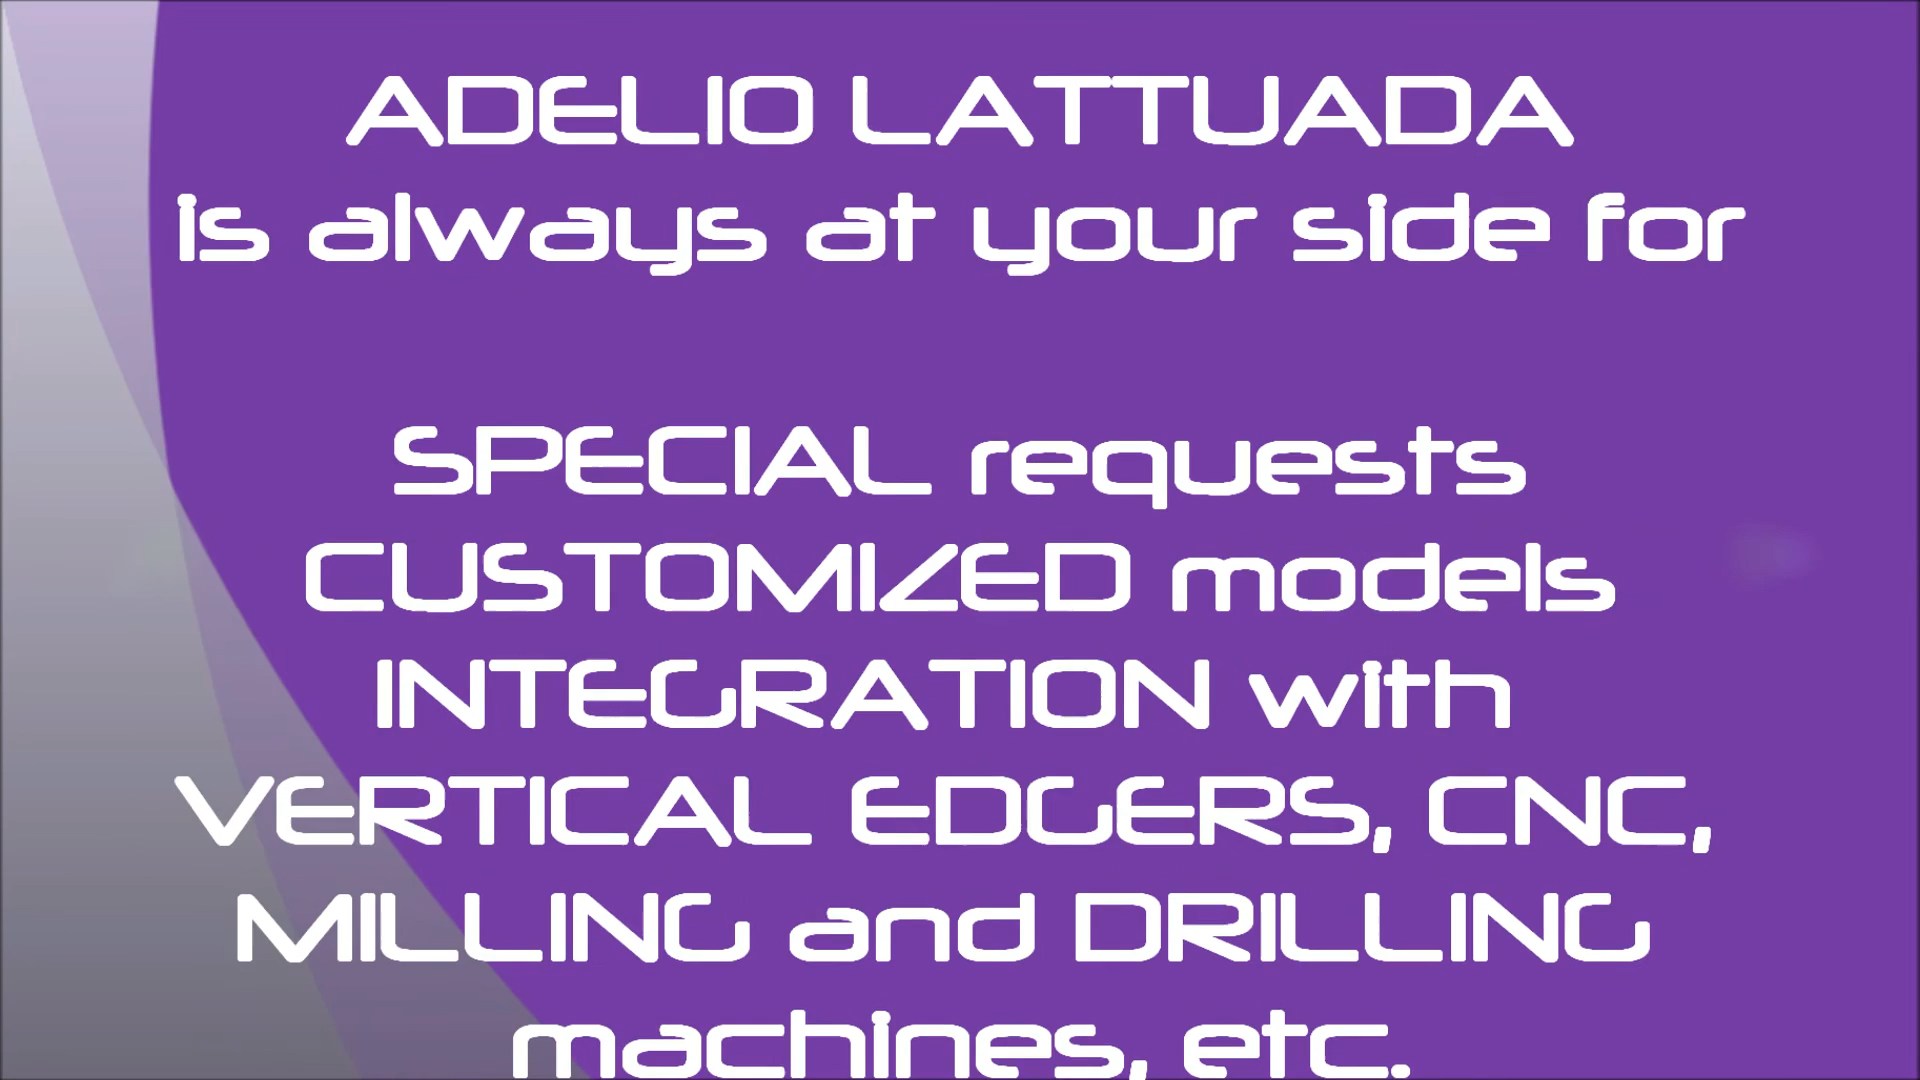 ADELIO LATTUADA
is always at your side for
SPECIAL requests
CUSTOMIZED models
INTEGRATION with
VERTICAL EDGERS, CNC,
MILLING and DRILLING
machines, etc.